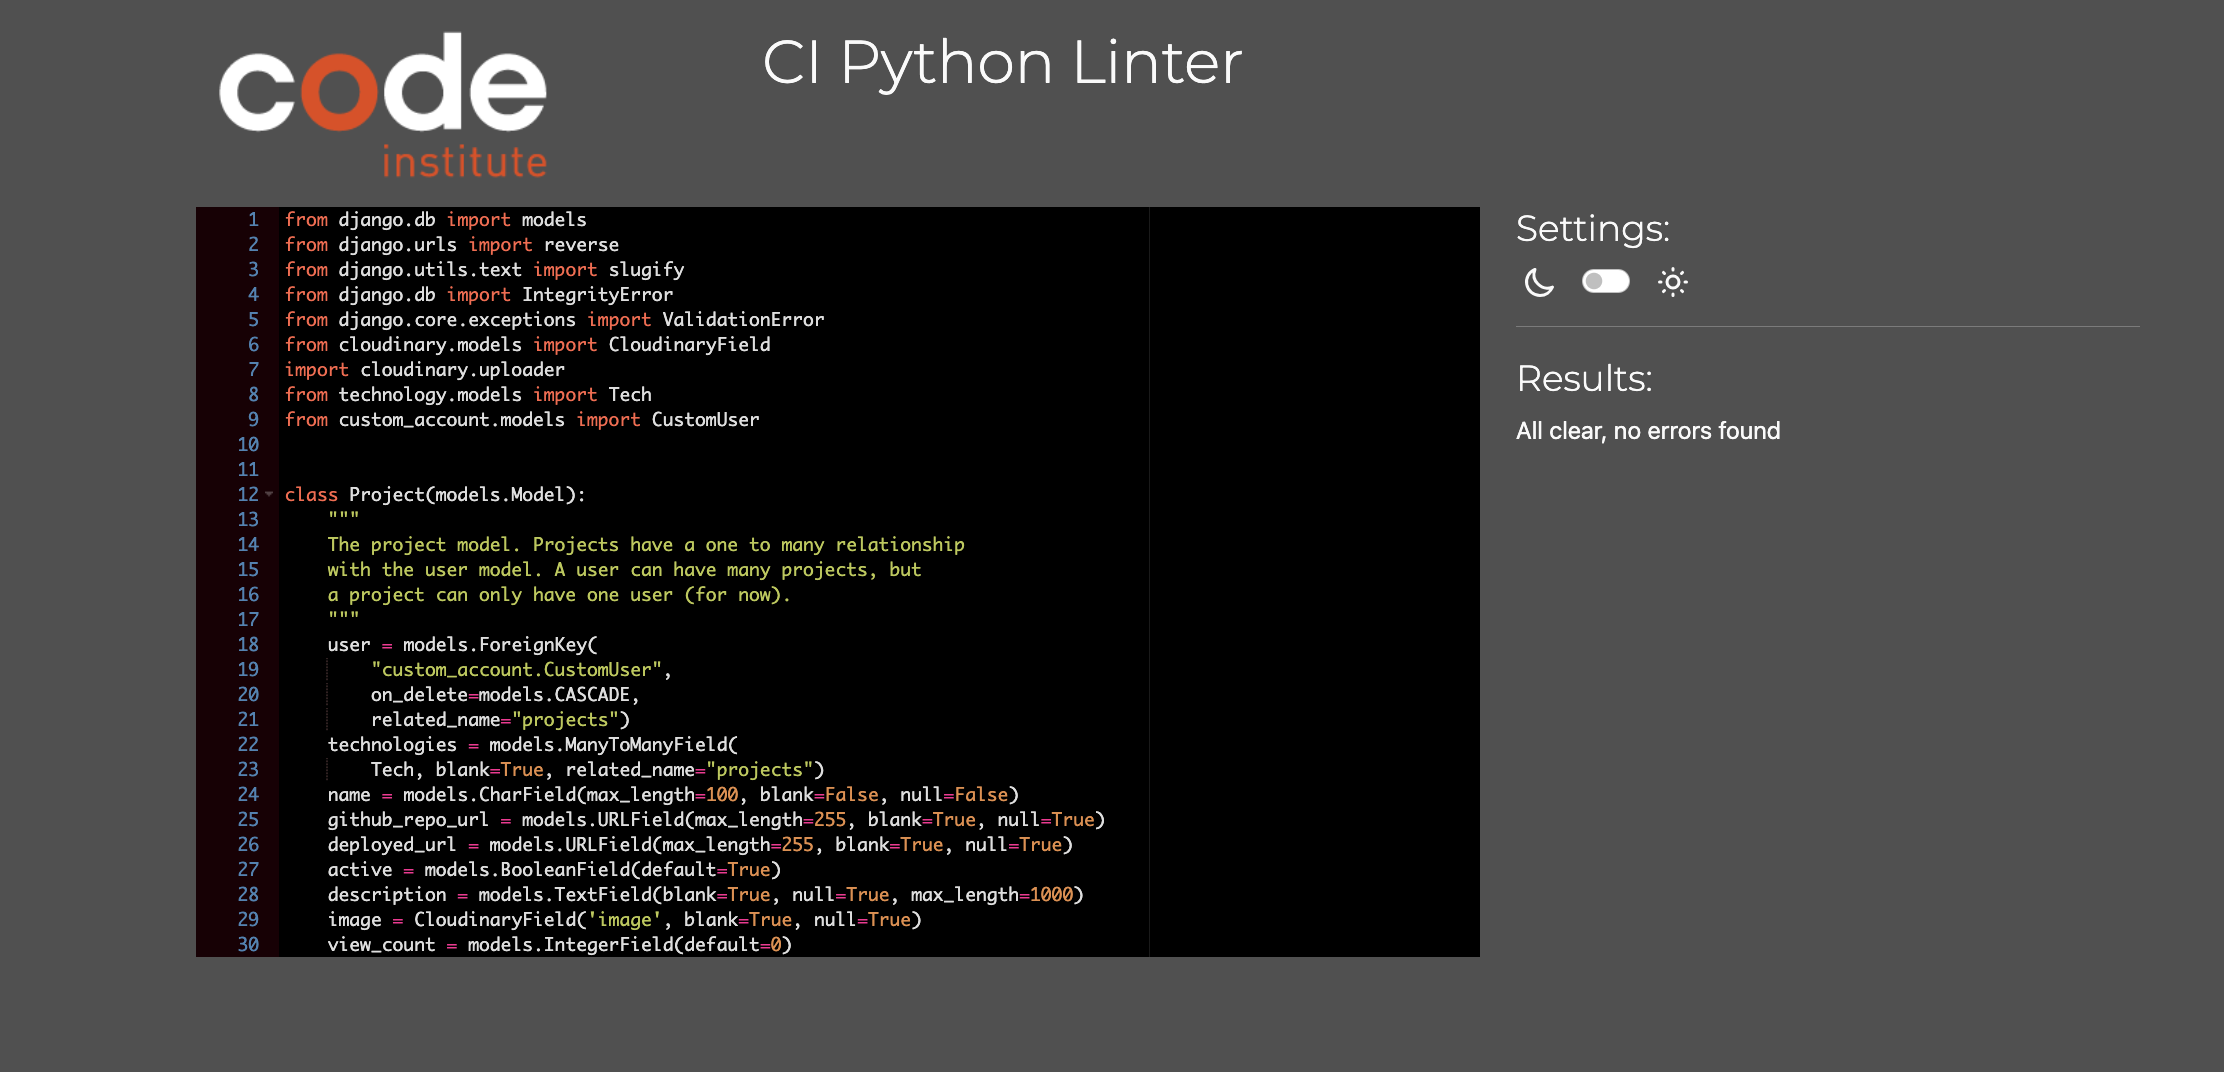 code
institute
CI Python Linter
1 from django.db import models
2 from django.urls import reverse
3 from django.utils.text import slugify
4 from django.db import IntegrityError
5 from django.core.exceptions import ValidationError
6 from cloudinary.models import CloudinaryField
7 import cloudinary.uploader
8 from technology.models import Tech
9 from custom_account.models import CustomUser
10
11
12 class Project(models.Model):
13     """
14     The project model. Projects have a one to many relationship
15     with the user model. A user can have many projects, but
16     a project can only have one user (for now).
17     """
18     user = models.ForeignKey(
19         "custom_account.CustomUser",
20         on_delete=models.CASCADE,
21         related_name="projects")
22     technologies = models.ManyToManyField(
23         Tech, blank=True, related_name="projects")
24     name = models.CharField(max_length=100, blank=False, null=False)
25     github_repo_url = models.URLField(max_length=255, blank=True, null=True)
26     deployed_url = models.URLField(max_length=255, blank=True, null=True)
27     active = models.BooleanField(default=True)
28     description = models.TextField(blank=True, null=True, max_length=1000)
29     image = CloudinaryField('image', blank=True, null=True)
30     view_count = models.IntegerField(default=0)
Settings:
Results:
All clear, no errors found